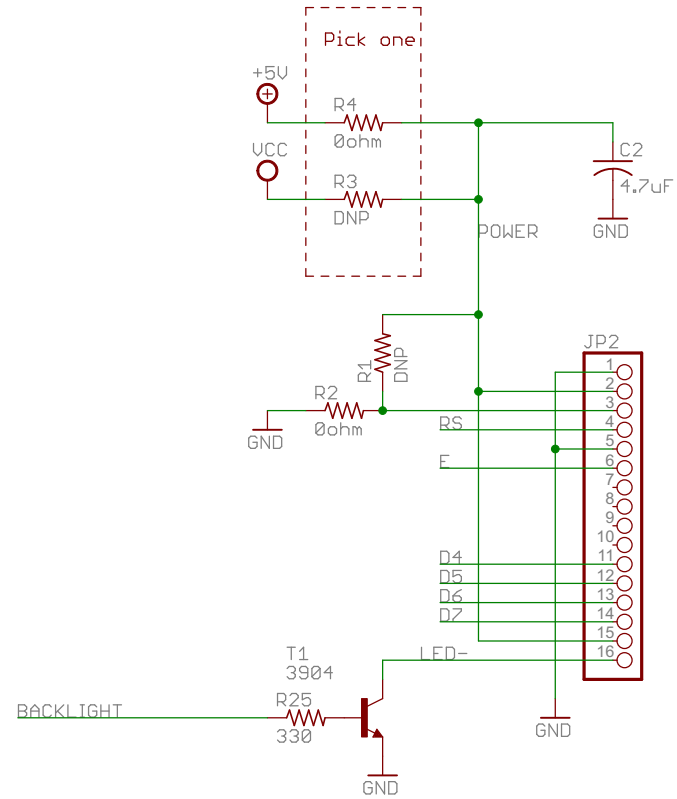 Pick one
+5V
R4
0ohm
VCC
R3
DNP
C2
4.7uF
GND
POWER
JP2
R1
DNP
R2
0ohm
GND
1
2
3
RS
4
5
E
6
7
8
9
10
D4
11
D5
12
D6
13
D7
14
15
LED-
16
T1
3904
R25
330
BACKLIGHT
GND
GND